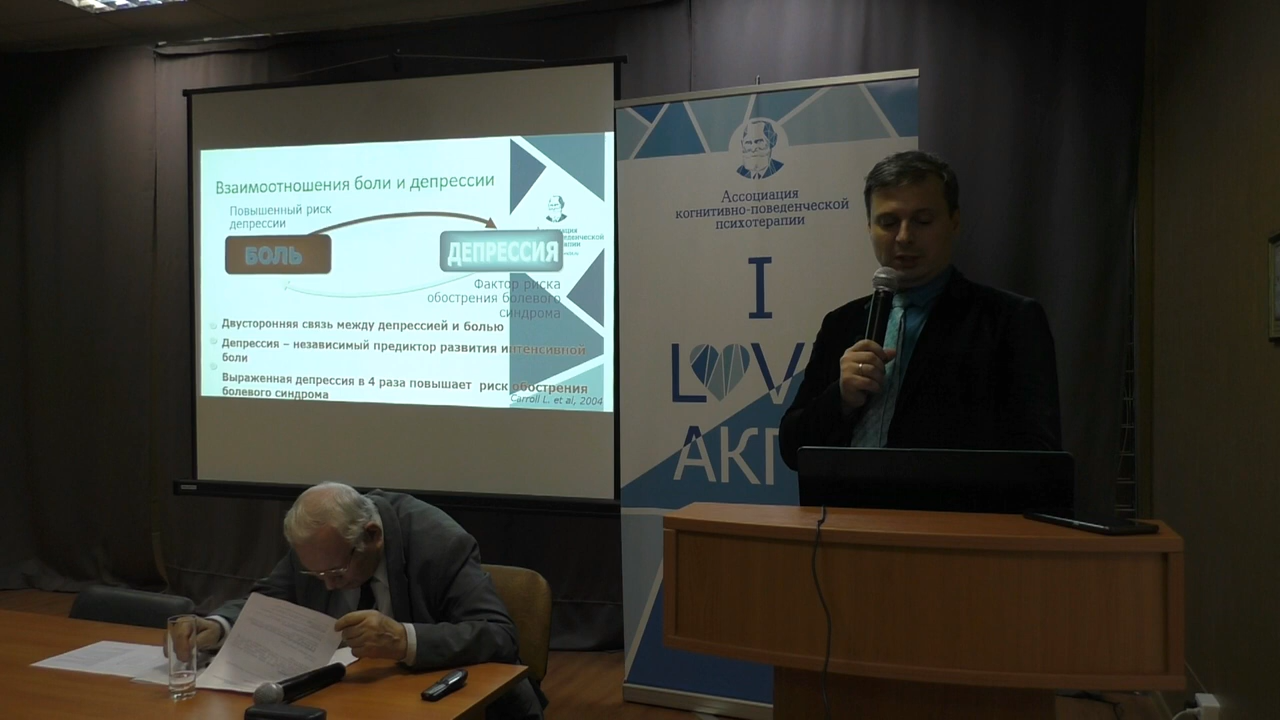 Взаимоотношения боли и депрессии
Повышенный риск
депрессии
БОЛЬ
ДЕПРЕССИЯ
Фактор риска
обострения болевого
синдрома
Двусторонняя связь между депрессией и болью
Депрессия – независимый предиктор развития интенсивной
боли
Выраженная депрессия в 4 раза повышает риск обострения
болевого синдрома
Carroll L. et al, 2004
Ассоциация
когнитивно-поведенческой
психотерапии
I
LOV
АКП